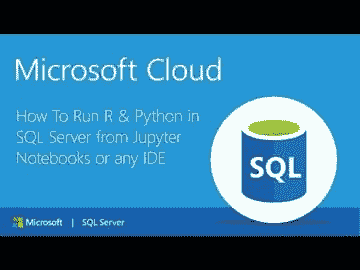 Microsoft Cloud
How To Run R & Python in
SQL Server from Jupyter
Notebooks or any IDE
SQL
Microsoft | SQL Server